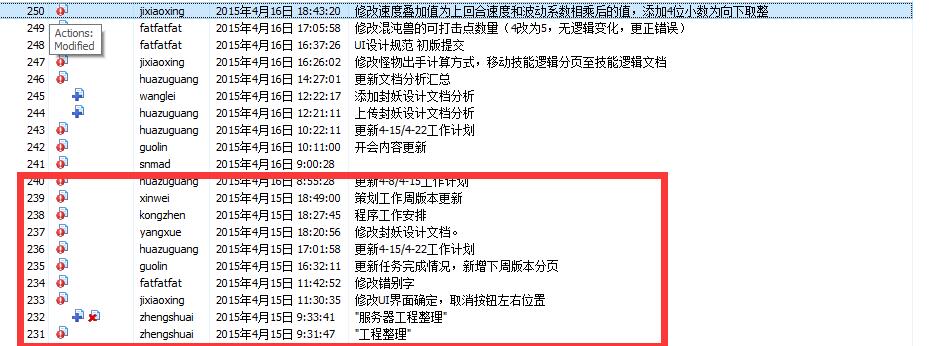 250 jixiaoxing 2015年4月16日 18:43:20 修改速度叠加值为上回合速度和波动系数相乘后的值，添加4位小数为向下取整
249 fatfatfat 2015年4月16日 17:05:58 修改混沌兽的可打击点数量（4改为5，无逻辑变化，更正错误）
Actions:
Modified
248 fatfatfat 2015年4月16日 16:37:26 UI设计规范 初版提交
247 jixiaoxing 2015年4月16日 16:26:02 修改怪物出手计算方式，移动技能逻辑分页至技能逻辑文档
246 huazuguang 2015年4月16日 14:27:01 更新文档分析汇总
245 wanglei 2015年4月16日 12:22:17 添加封妖设计文档分析
244 huazuguang 2015年4月16日 12:21:11 上传封妖设计文档分析
243 huazuguang 2015年4月16日 10:22:11 更新4-15/4-22工作计划
242 guolin 2015年4月16日 10:11:00 开会内容更新
241 snmad 2015年4月16日 9:00:28
240 huazuguang 2015年4月16日 8:55:28 更新4-8/4-15工作计划
239 xinwei 2015年4月15日 18:49:00 策划工作周版本更新
238 kongzhen 2015年4月15日 18:27:45 程序工作安排
237 yangxue 2015年4月15日 18:20:56 修改封妖设计文档。
236 huazuguang 2015年4月15日 17:01:58 更新4-15/4-22工作计划
235 guolin 2015年4月15日 16:32:11 更新任务完成情况，新增下周版本分页
234 fatfatfat 2015年4月15日 11:42:52 修改错别字
233 jixiaoxing 2015年4月15日 11:30:35 修改UI界面确定，取消按钮左右位置
232 zhengshuai 2015年4月15日 9:33:41 "服务器工程整理"
231 zhengshuai 2015年4月15日 9:31:47 "工程整理"